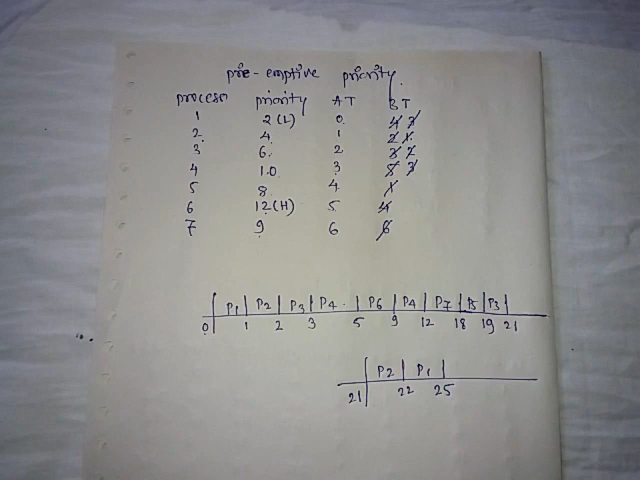 pre-emptive priority.
process priority AT BT
1 2(L) 0 4 3
2 4 1 2 1
3 6 2 3 2
4 10 3 5 3
5 8 4 1
6 12(H) 5 4
7 9 6 6
P1 P2 P3 P4 P6 P4 P7 P5 P3
0 1 2 3 5 9 12 18 19 21
P2 P1
21 22 25